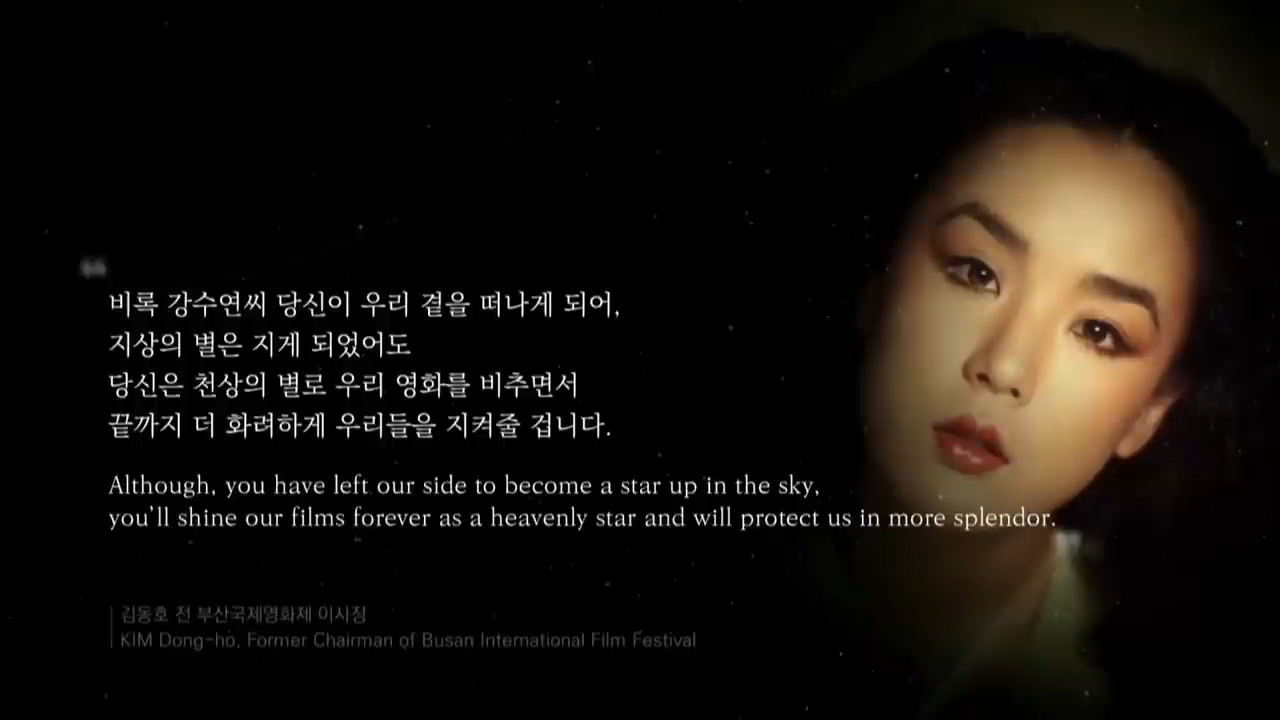 비록 강수연씨 당신이 우리 곁을 떠나게 되어,
지상의 별은 지게 되었어도
당신은 천상의 별로 우리 영화를 비추면서
끝까지 더 화려하게 우리들을 지켜줄 겁니다.
Although, you have left our side to become a star up in the sky,
you'll shine our films forever as a heavenly star and will protect us in more splendor.
김동호 전 부산국제영화제 이사장
KIM Dong-ho, Former Chairman of Busan International Film Festival